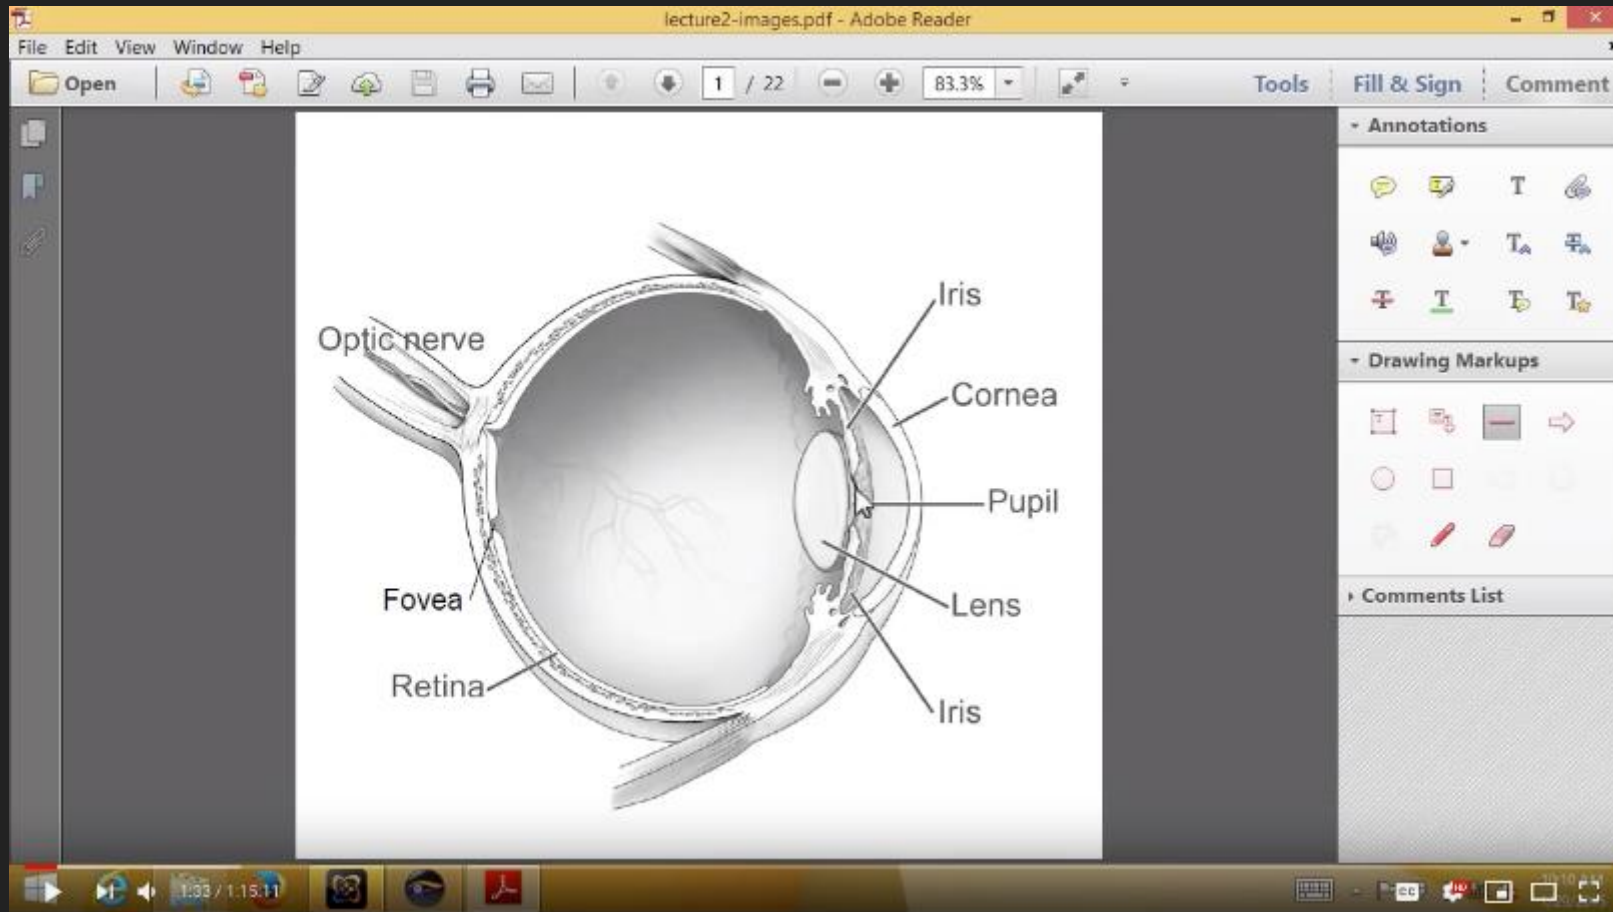 lecture2-images.pdf - Adobe Reader
File Edit View Window Help
Open 1 / 22 83.3% Tools Fill & Sign Comment
Annotations
Iris
Optic nerve
Drawing Markups
Cornea
Pupil
Fovea
Lens
Comments List
Retina
Iris
1:33 / 1:15:11
CC HD